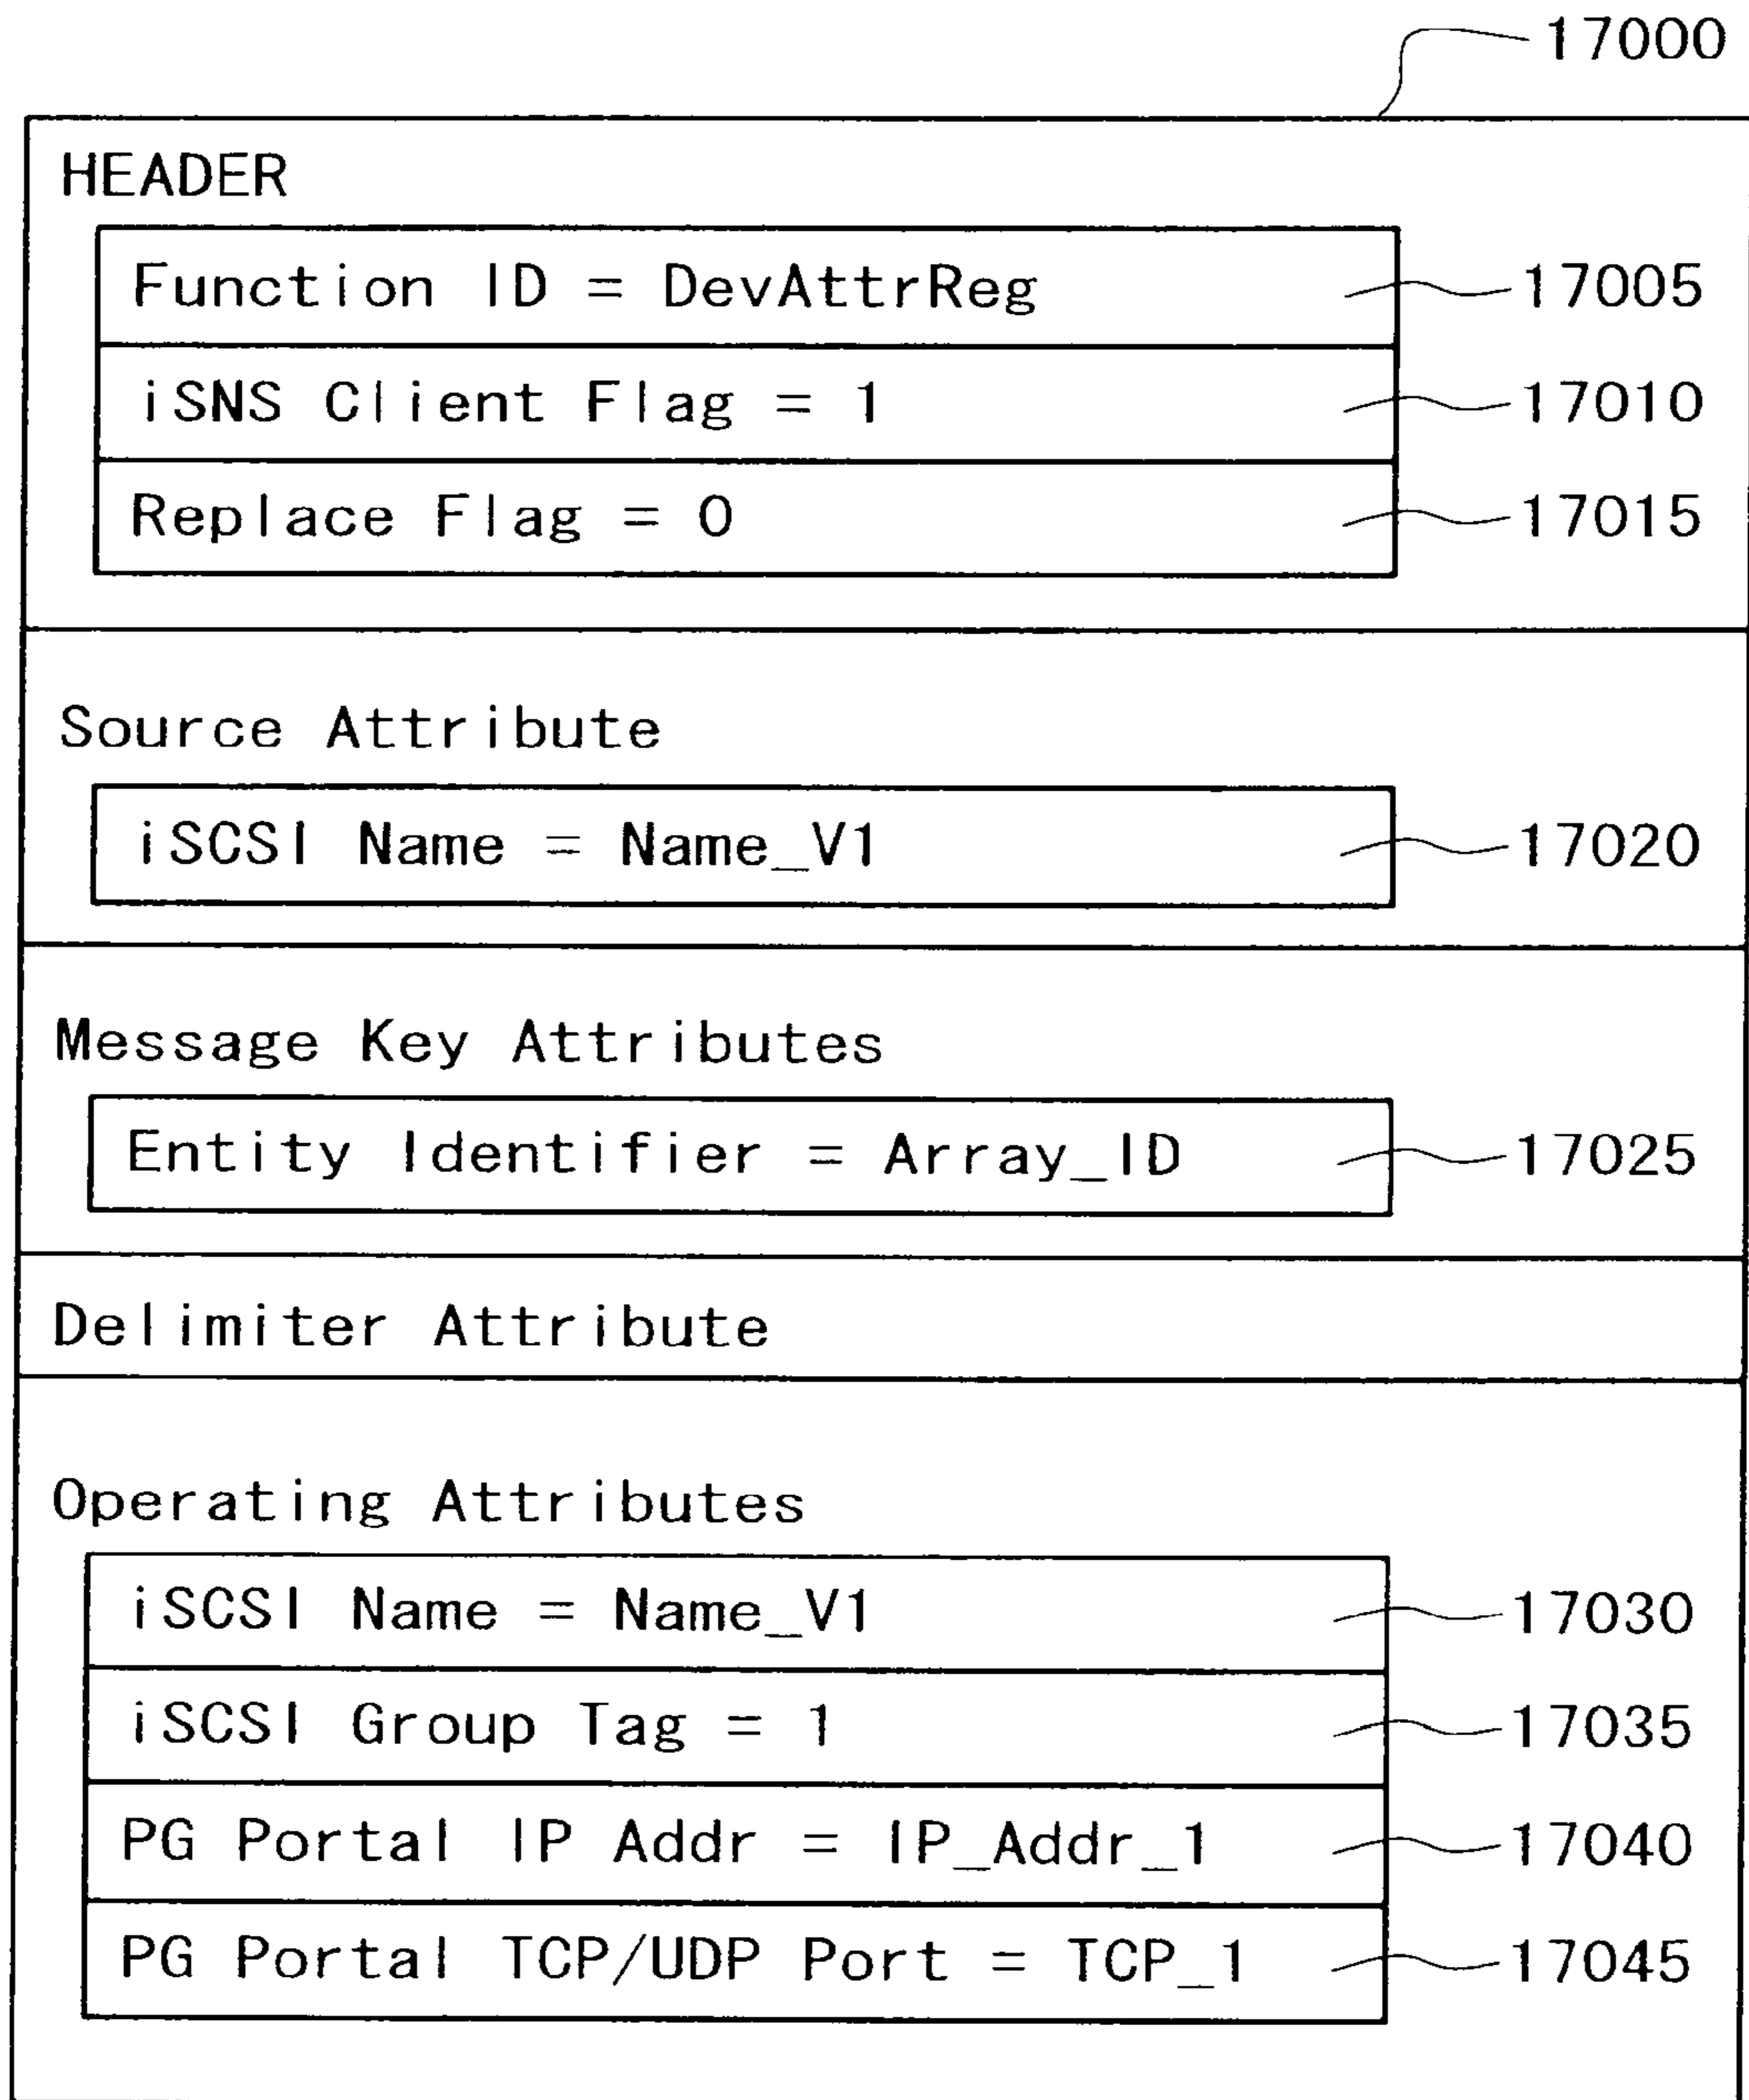 17000
HEADER
Function ID = DevAttrReg 17005
iSNS Client Flag = 1 17010
Replace Flag = 0 17015
Source Attribute
iSCSI Name = Name_V1 17020
Message Key Attributes
Entity Identifier = Array_ID 17025
Delimiter Attribute
Operating Attributes
iSCSI Name = Name_V1 17030
iSCSI Group Tag = 1 17035
PG Portal IP Addr = IP_Addr_1 17040
PG Portal TCP/UDP Port = TCP_1 17045